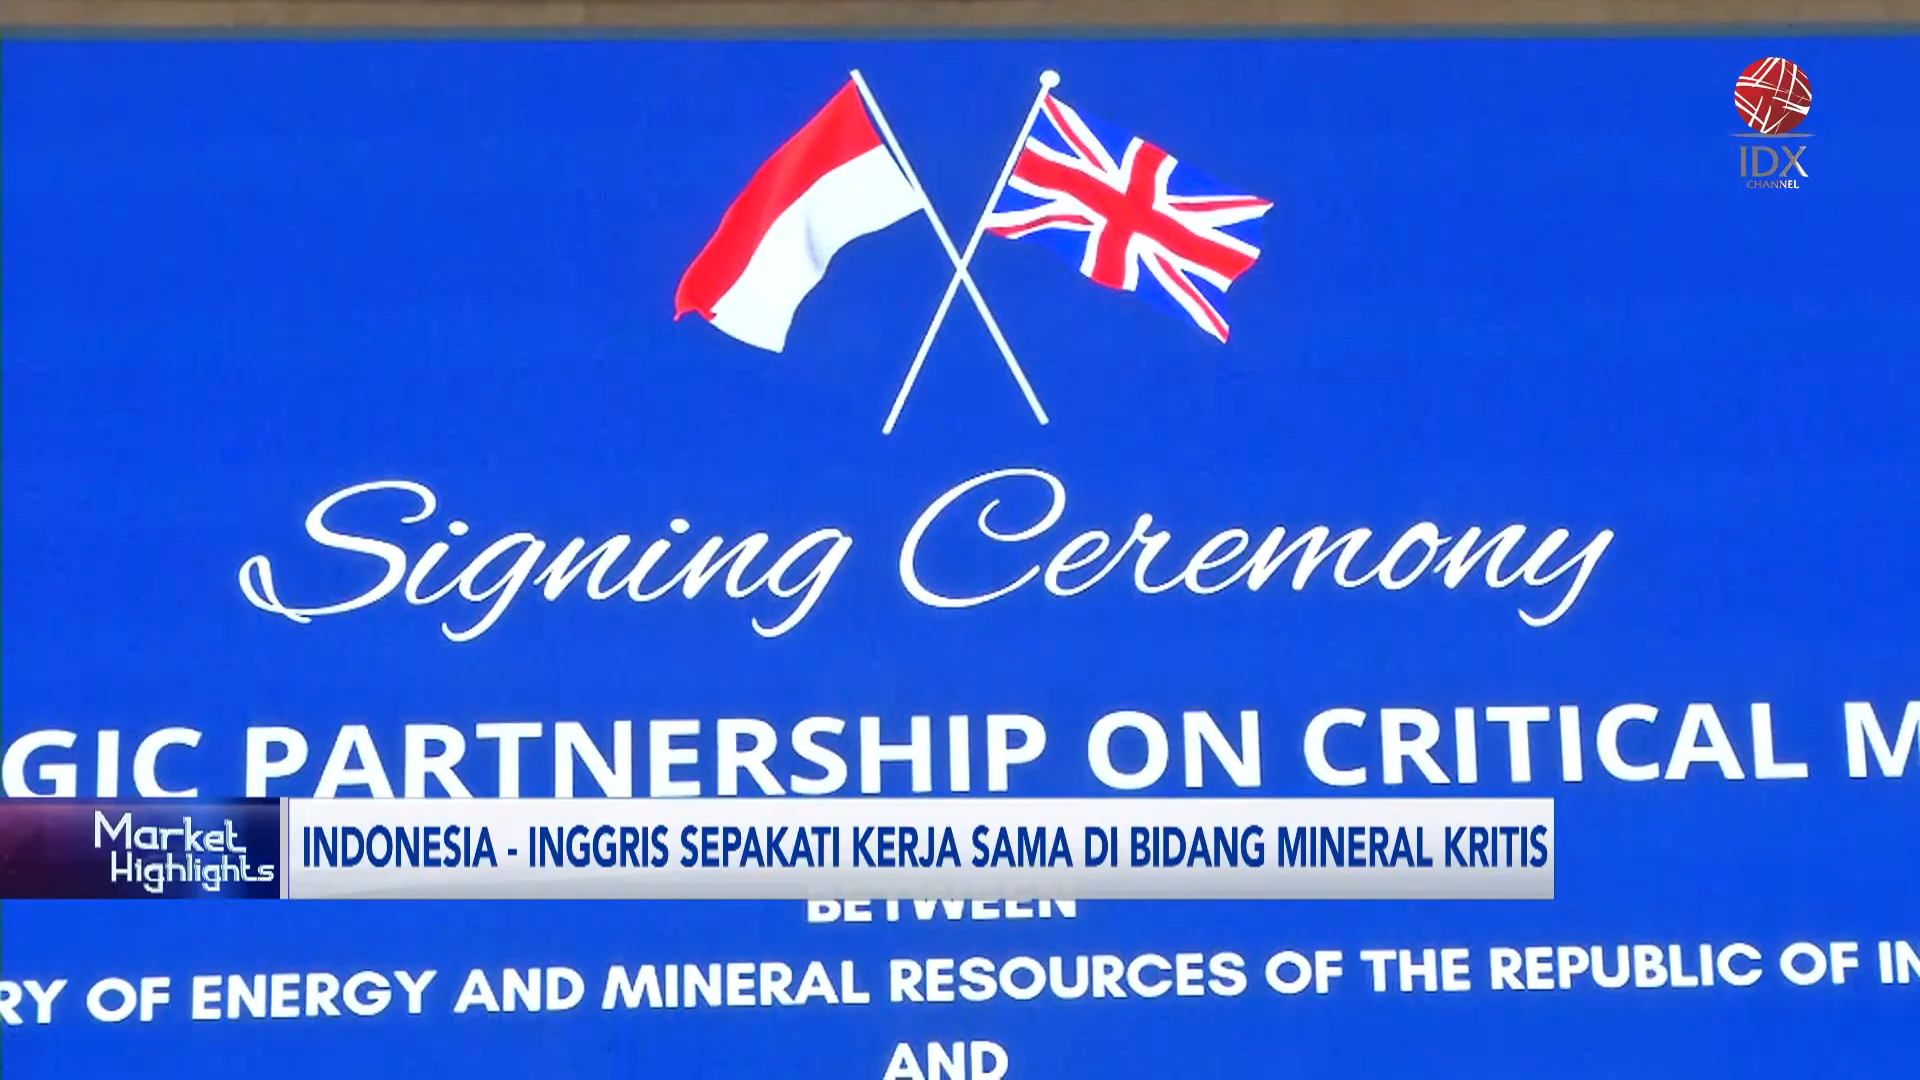 IDX
CHANNEL
Signing Ceremony
GIC PARTNERSHIP ON CRITICAL M
Market
Highlights
INDONESIA - INGGRIS SEPAKATI KERJA SAMA DI BIDANG MINERAL KRITIS
BETWEEN
RY OF ENERGY AND MINERAL RESOURCES OF THE REPUBLIC OF IN
AND